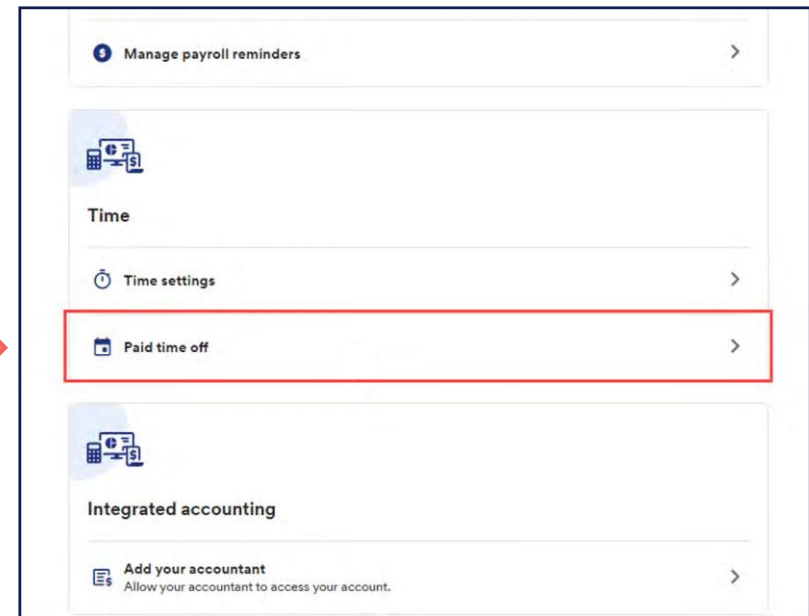 Manage payroll reminders
Time
Time settings
Paid time off
Integrated accounting
Add your accountant
Allow your accountant to access your account.